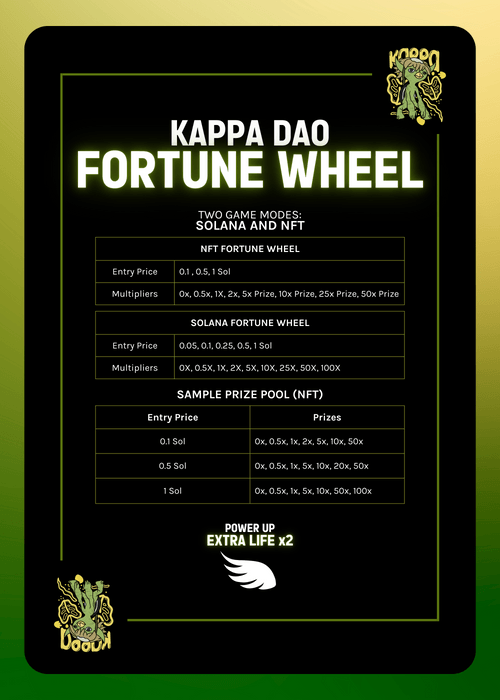 Kappa
KAPPA DAO
FORTUNE WHEEL
TWO GAME MODES:
SOLANA AND NFT
NFT FORTUNE WHEEL
Entry Price 0.1 , 0.5, 1 Sol
Multipliers 0x, 0.5x, 1X, 2x, 5x Prize, 10x Prize, 25x Prize, 50x Prize
SOLANA FORTUNE WHEEL
Entry Price 0.05, 0.1, 0.25, 0.5, 1 Sol
Multipliers 0X, 0.5X, 1X, 2X, 5X, 10X, 25X, 50X, 100X
SAMPLE PRIZE POOL (NFT)
Entry Price Prizes
0.1 Sol 0x, 0.5x, 1x, 2x, 5x, 10x, 50x
0.5 Sol 0x, 0.5x, 1x, 5x, 10x, 20x, 50x
1 Sol 0x, 0.5x, 1x, 5x, 10x, 50x, 100x
POWER UP
EXTRA LIFE x2
Kappa